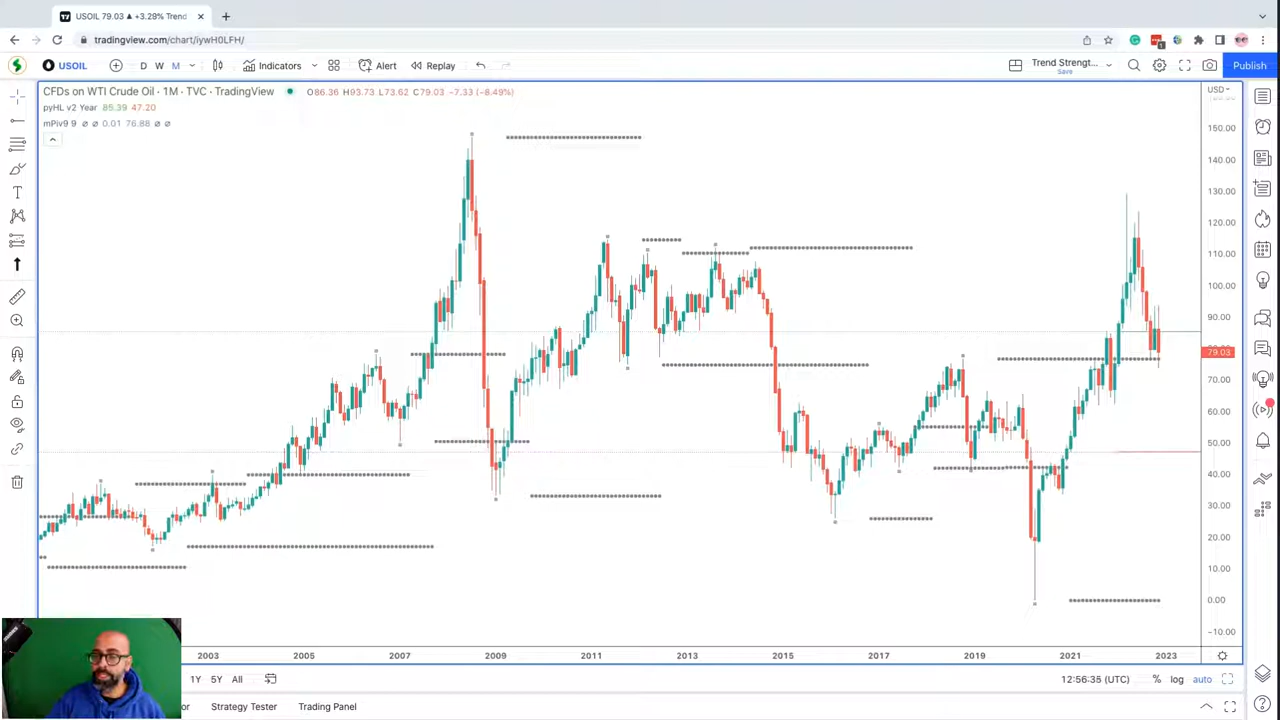 USOIL 79.03 ▲ +3.29% Trend
tradingview.com/chart/iywH0LFH/
USOIL
D W M
Indicators
Alert
Replay
Trend Strengt...
Save
Publish
CFDs on WTI Crude Oil · 1M · TVC · TradingView
O86.36 H93.73 L73.62 C79.03 -7.33 (-8.49%)
USD
pyHL v2 Year 85.39 47.20
mPiv9 9 ⌀ ⌀ 0.01 76.88 ⌀ ⌀
150.00
140.00
130.00
120.00
110.00
100.00
90.00
79.03
70.00
60.00
50.00
40.00
30.00
20.00
10.00
0.00
-10.00
2003 2005 2007 2009 2011 2013 2015 2017 2019 2021 2023
1Y 5Y All
12:56:35 (UTC) % log auto
or Strategy Tester Trading Panel